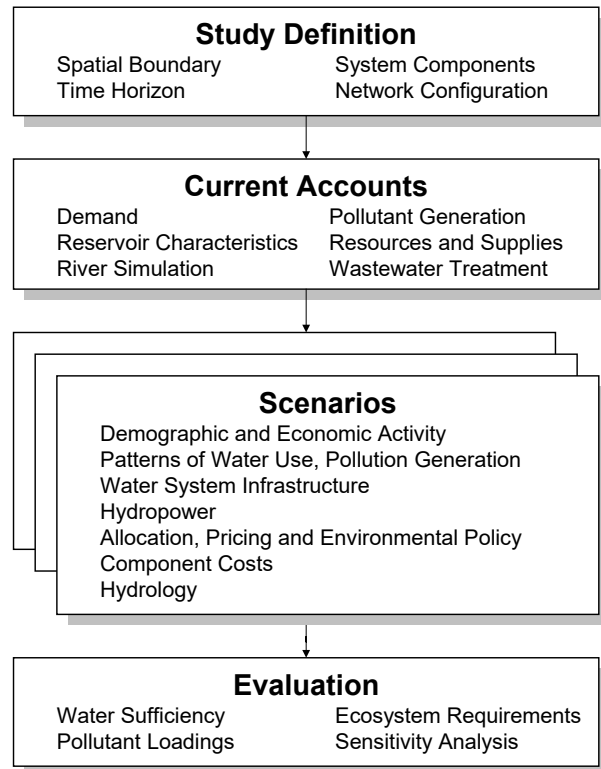 Study Definition
Spatial Boundary System Components
Time Horizon Network Configuration
Current Accounts
Demand Pollutant Generation
Reservoir Characteristics Resources and Supplies
River Simulation Wastewater Treatment
Scenarios
Demographic and Economic Activity
Patterns of Water Use, Pollution Generation
Water System Infrastructure
Hydropower
Allocation, Pricing and Environmental Policy
Component Costs
Hydrology
Evaluation
Water Sufficiency Ecosystem Requirements
Pollutant Loadings Sensitivity Analysis